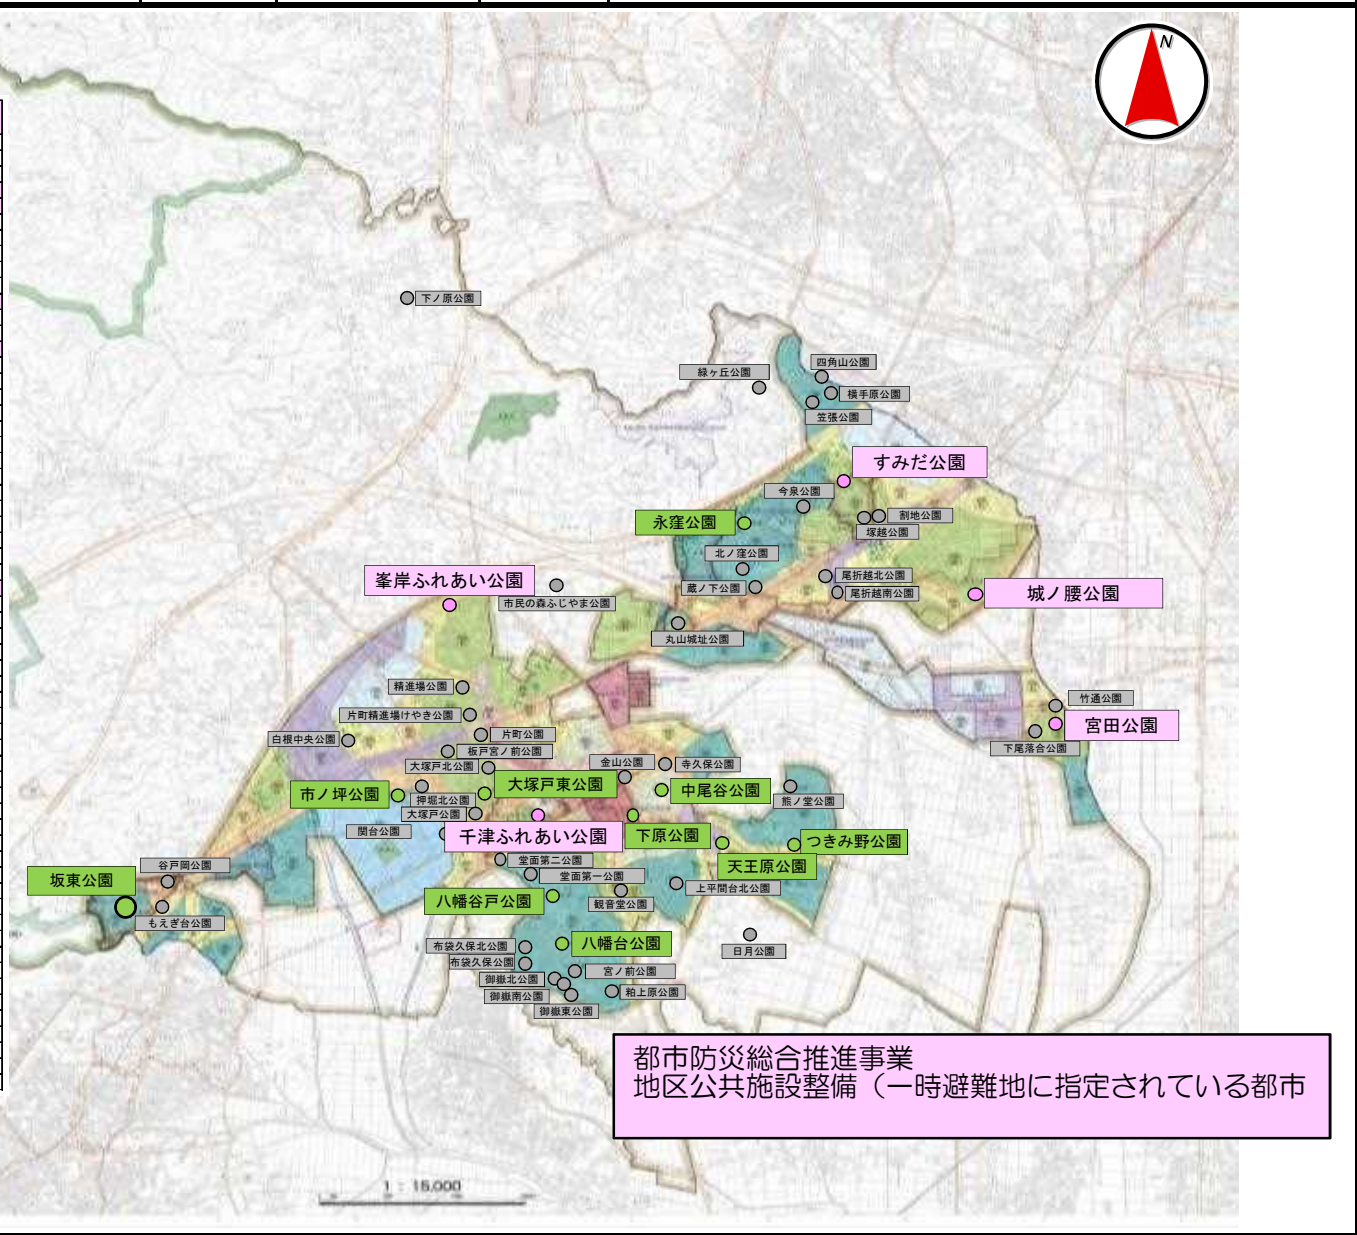 N
下ノ原公園
四角山公園
緑ヶ丘公園
横手原公園
笠張公園
すみだ公園
今泉公園
永窪公園
割地公園
塚越公園
北ノ窪公園
尾折越北公園
峯岸ふれあい公園
蔵ノ下公園
尾折越南公園
城ノ腰公園
市民の森ふじやま公園
丸山城址公園
精進場公園
竹通公園
片町精進場けやき公園
宮田公園
白根中央公園
片町公園
下尾落合公園
板戸宮ノ前公園
大塚戸北公園
金山公園
寺久保公園
大塚戸東公園
中尾谷公園
市ノ坪公園
押堀北公園
熊ノ堂公園
大塚戸公園
関台公園
千津ふれあい公園
下原公園
つきみ野公園
堂面第二公園
谷戸岡公園
天王原公園
坂東公園
堂面第一公園
上平間台北公園
八幡谷戸公園
観音堂公園
もえぎ台公園
布袋久保北公園
八幡台公園
日月公園
布袋久保公園
宮ノ前公園
御嶽北公園
御嶽南公園
粕上原公園
御嶽東公園
都市防災総合推進事業
地区公共施設整備（一時避難地に指定されている都市
1：15,000